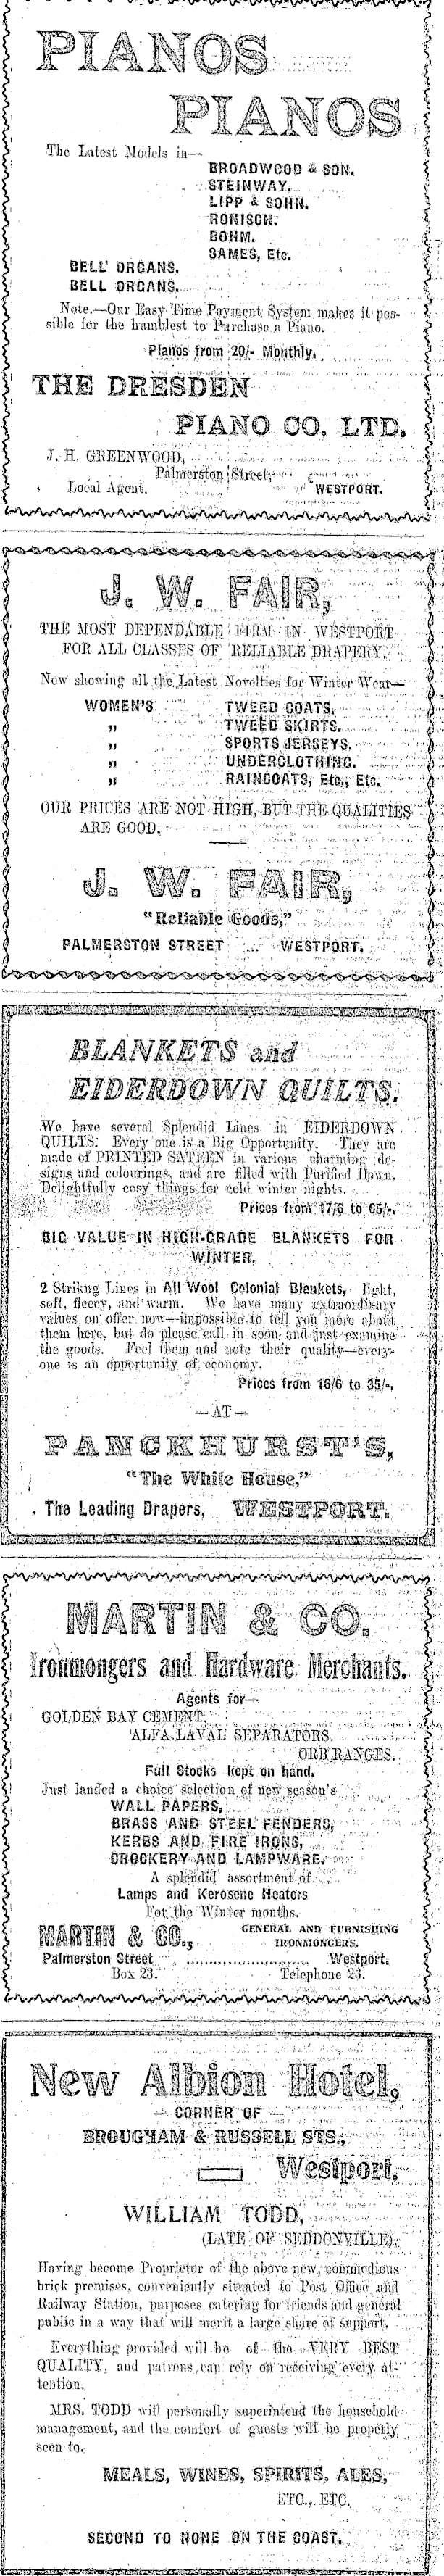 PIANOS
PIANOS
The Latest Models in—
BROADWOOD & SON.
STEINWAY.
LIPP & SOHN.
RONISCH.
BOHM.
SAMES, Etc.
BELL ORGANS.
BELL ORGANS.
Note.—Our Easy Time Payment System makes it pos-
sible for the humblest to Purchase a Piano.
Pianos from 20/- Monthly.
THE DRESDEN
PIANO CO. LTD.
J. H. GREENWOOD,
Palmerston Street,
Local Agent. WESTPORT.
J. W. FAIR,
THE MOST DEPENDABLE FIRM IN WESTPORT
FOR ALL CLASSES OF RELIABLE DRAPERY.
Now showing all the Latest Novelties for Winter Wear—
WOMEN'S TWEED COATS.
„ TWEED SKIRTS.
„ SPORTS JERSEYS.
„ UNDERCLOTHING.
„ RAINCOATS, Etc., Etc.
OUR PRICES ARE NOT HIGH, BUT THE QUALITIES
ARE GOOD.
J. W. FAIR,
"Reliable Goods,"
PALMERSTON STREET ... WESTPORT.
BLANKETS and
EIDERDOWN QUILTS.
We have several Splendid Lines in EIDERDOWN
QUILTS. Every one is a Big Opportunity. They are
made of PRINTED SATEEN in various charming de-
signs and colourings, and are filled with Purified Down.
Delightfully cosy things for cold winter nights.
Prices from 17/6 to 65/-.
BIG VALUE IN HIGH-GRADE BLANKETS FOR
WINTER.
2 Strikng Lines in All Wool Colonial Blankets, light,
soft, fleecy, and warm. We have many extraordinary
values on offer now—impossible to tell you more about
them here, but do please call in soon and just examine
the goods. Feel them and note their quality—every-
one is an opportunity of economy.
Prices from 16/6 to 35/-.
—AT—
PANCKHURST'S,
"The White House,"
The Leading Drapers, WESTPORT.
MARTIN & CO.
Ironmongers and Hardware Merchants.
Agents for—
GOLDEN BAY CEMENT.
ALFA LAVAL SEPARATORS.
ORB RANGES.
Full Stocks kept on hand.
Just landed a choice selection of new season's
WALL PAPERS,
BRASS AND STEEL FENDERS,
KERBS AND FIRE IRONS,
CROCKERY AND LAMPWARE.
A splendid assortment of
Lamps and Kerosene Heaters
For the Winter months.
MARTIN & CO., GENERAL AND FURNISHING
IRONMONGERS.
Palmerston Street ........................ Westport.
Box 23. Telephone 23.
New Albion Hotel,
— CORNER OF —
BROUGHAM & RUSSELL STS.,
Westport.
WILLIAM TODD,
(LATE OF SEDDONVILLE),
Having become Proprietor of the above new, commodious
brick premises, conveniently situated to Post Office and
Railway Station, purposes catering for friends and general
public in a way that will merit a large share of support.
Everything provided will be of the VERY BEST
QUALITY, and patrons can rely on receiving every at-
tention.
MRS. TODD will personally superintend the household
management, and the comfort of guests will be properly
seen to.
MEALS, WINES, SPIRITS, ALES,
ETC., ETC.
SECOND TO NONE ON THE COAST.